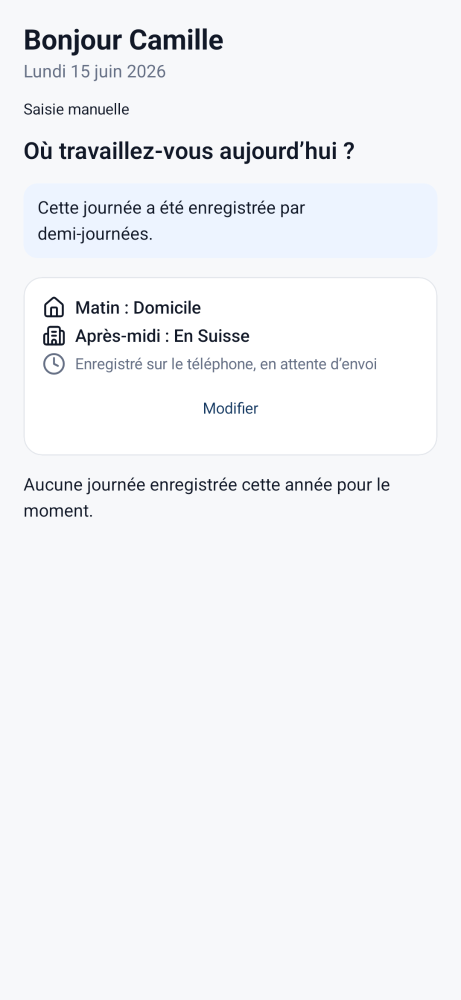 Bonjour Camille
Lundi 15 juin 2026
Saisie manuelle
Où travaillez-vous aujourd’hui ?
Cette journée a été enregistrée par
demi-journées.
Matin : Domicile
Après-midi : En Suisse
Enregistré sur le téléphone, en attente d’envoi
Modifier
Aucune journée enregistrée cette année pour le
moment.